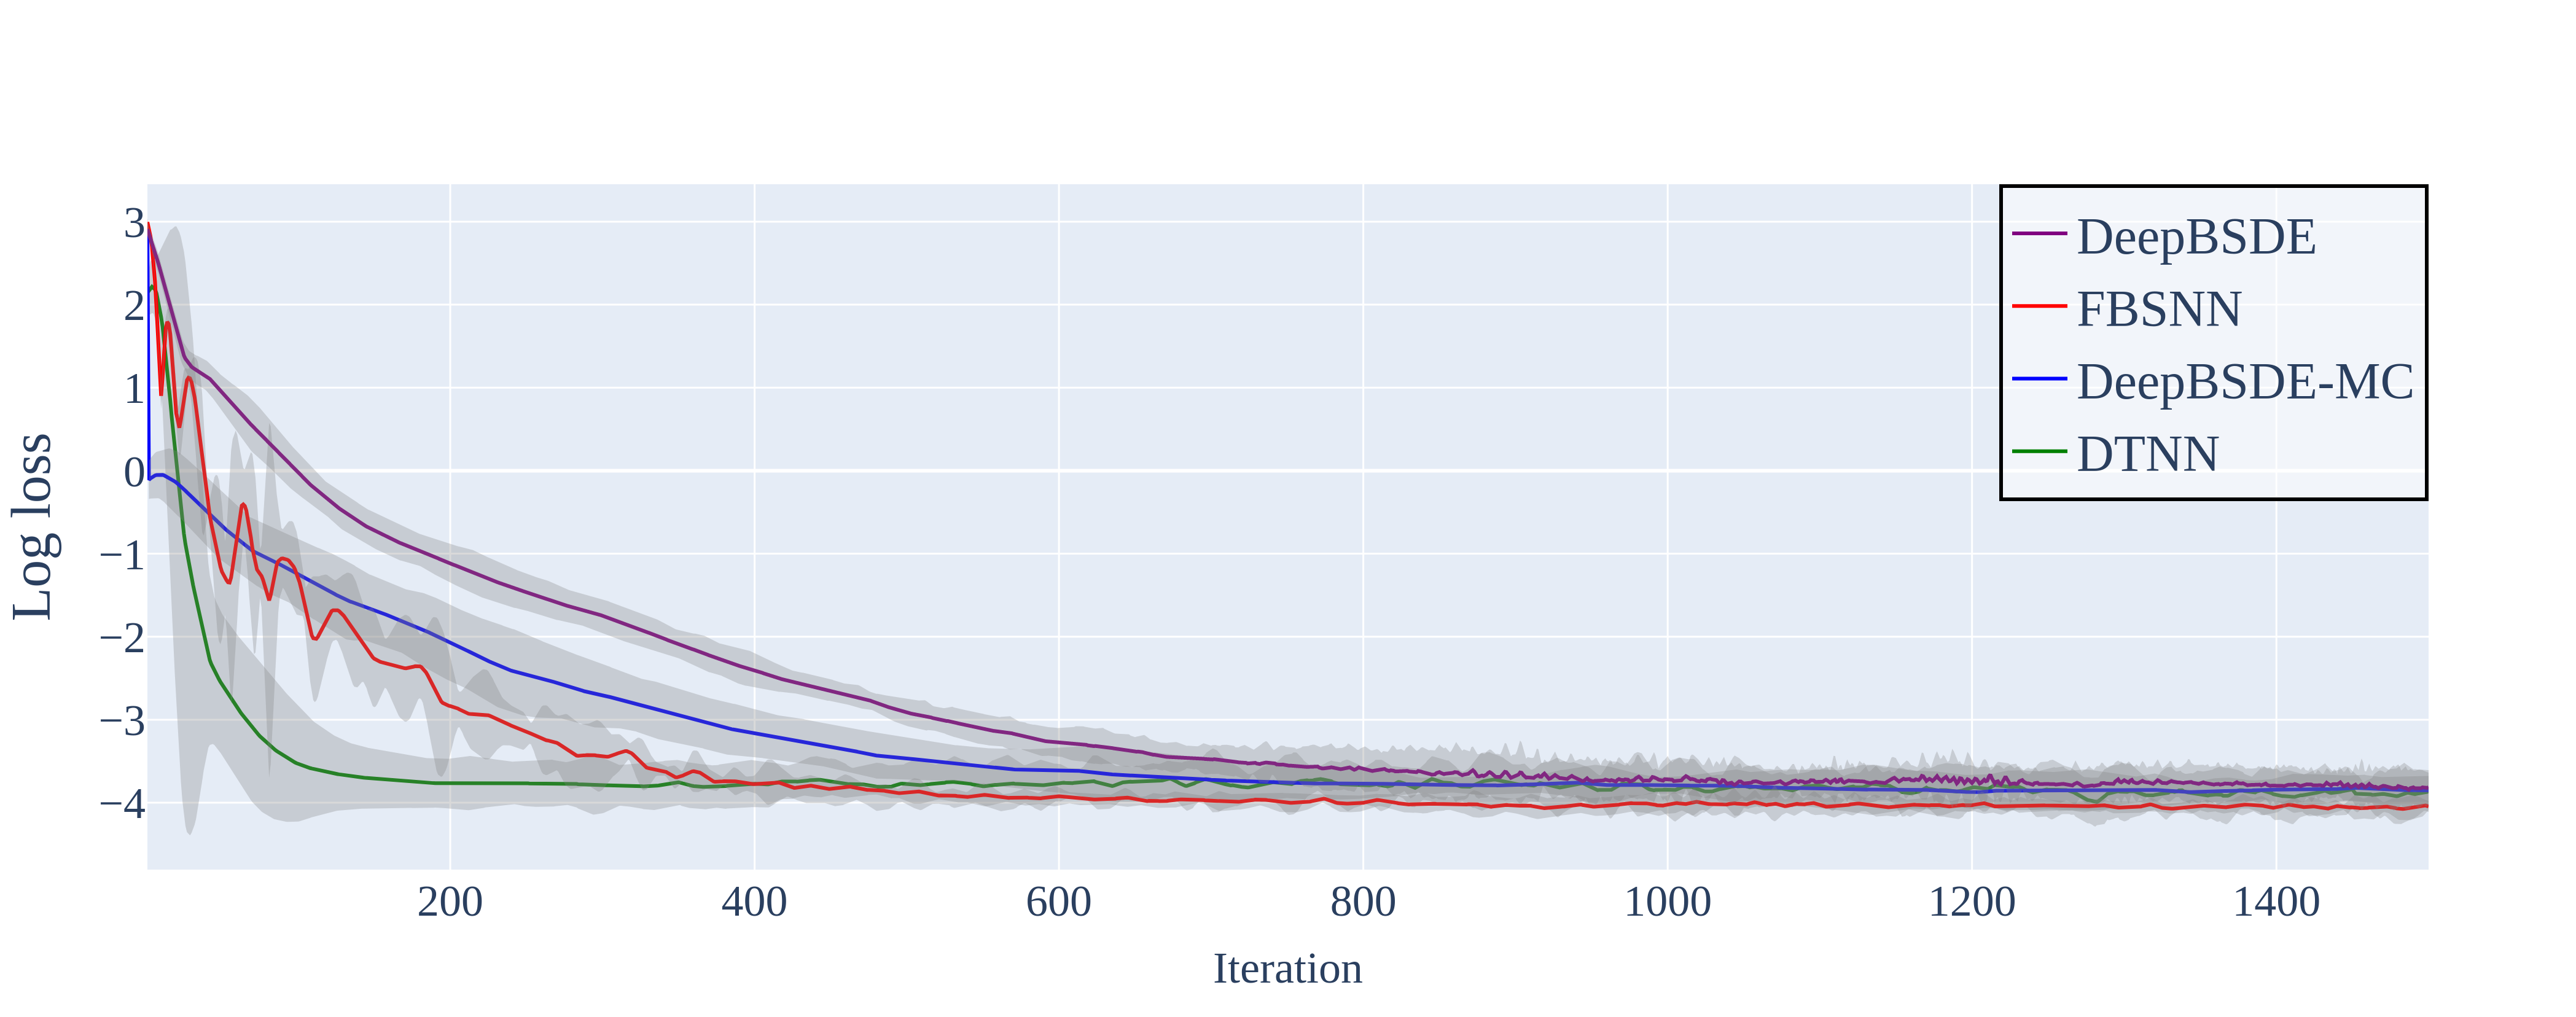 3
2
1
0
−1
−2
−3
−4
Log loss
200 400 600 800 1000 1200 1400
Iteration
DeepBSDE
FBSNN
DeepBSDE-MC
DTNN